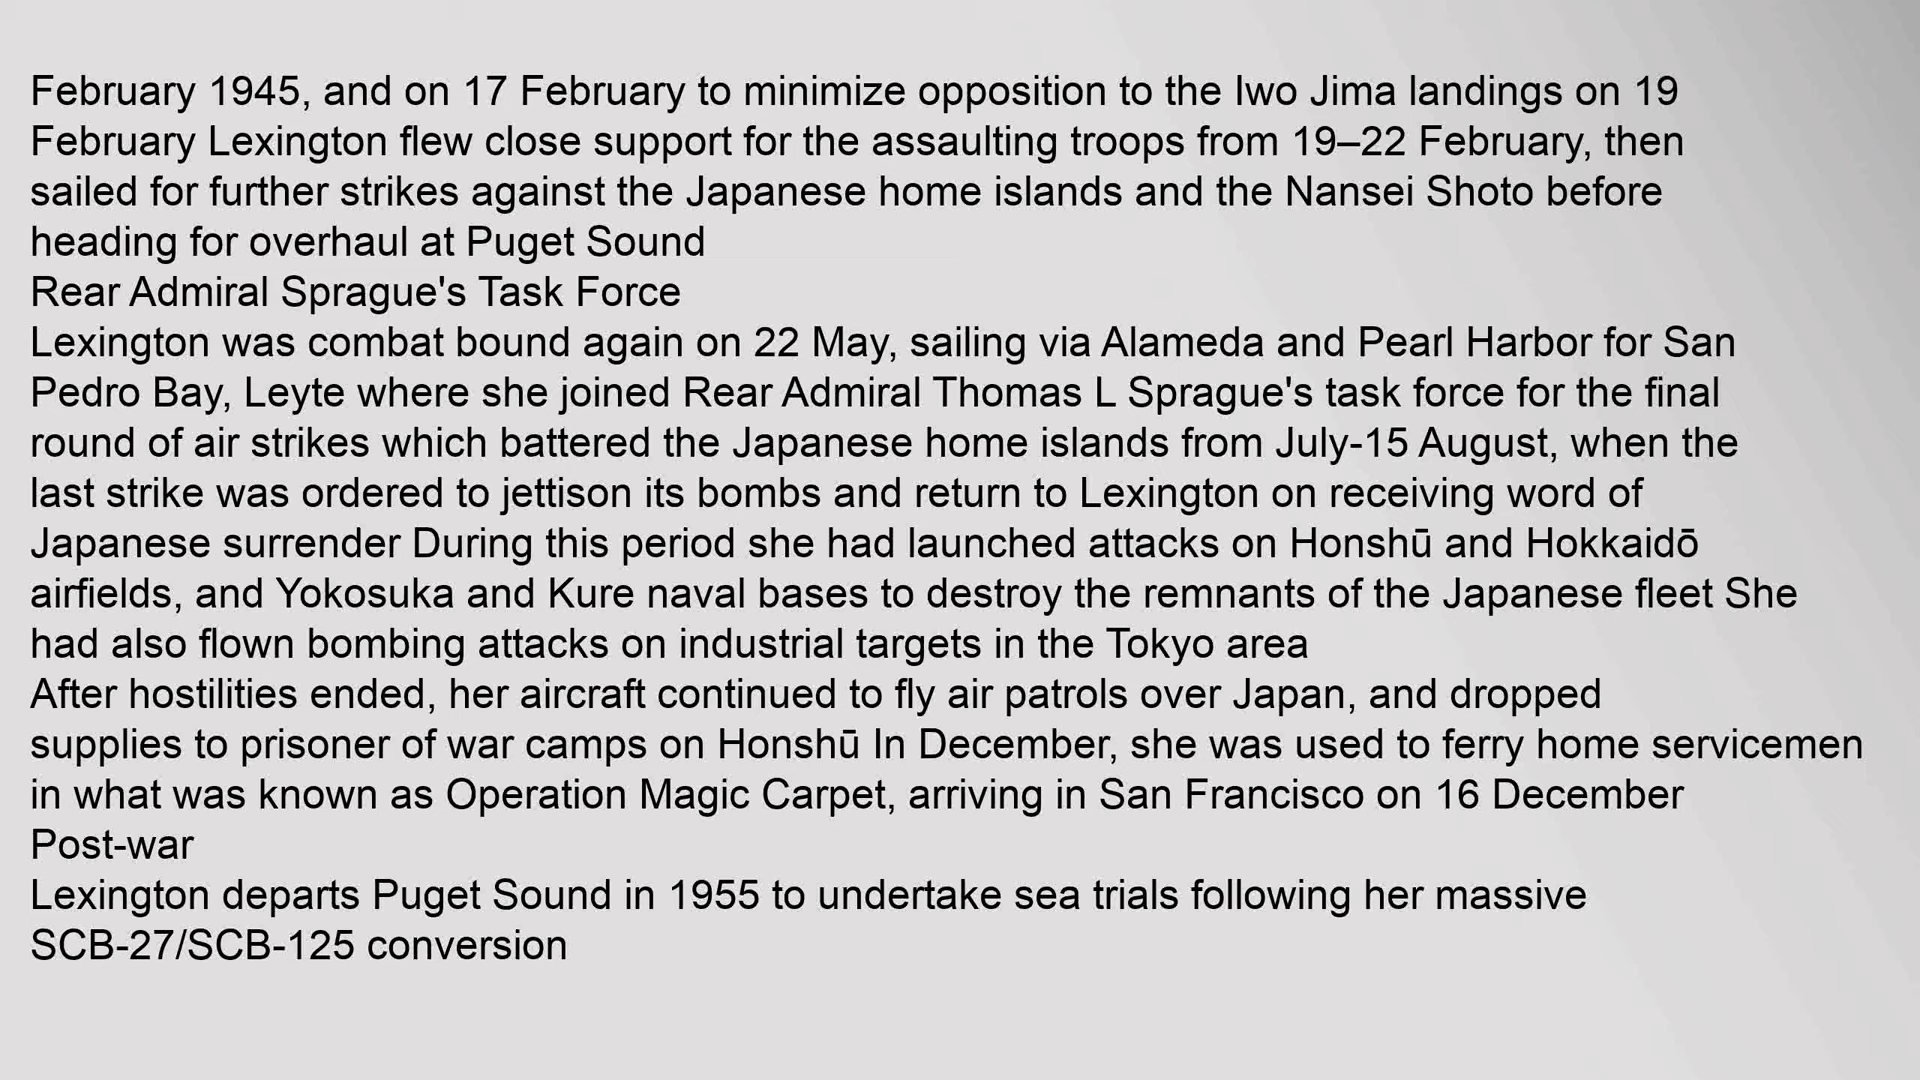 February 1945, and on 17 February to minimize opposition to the Iwo Jima landings on 19
February Lexington flew close support for the assaulting troops from 19–22 February, then
sailed for further strikes against the Japanese home islands and the Nansei Shoto before
heading for overhaul at Puget Sound
Rear Admiral Sprague's Task Force
Lexington was combat bound again on 22 May, sailing via Alameda and Pearl Harbor for San
Pedro Bay, Leyte where she joined Rear Admiral Thomas L Sprague's task force for the final
round of air strikes which battered the Japanese home islands from July-15 August, when the
last strike was ordered to jettison its bombs and return to Lexington on receiving word of
Japanese surrender During this period she had launched attacks on Honshū and Hokkaidō
airfields, and Yokosuka and Kure naval bases to destroy the remnants of the Japanese fleet She
had also flown bombing attacks on industrial targets in the Tokyo area
After hostilities ended, her aircraft continued to fly air patrols over Japan, and dropped
supplies to prisoner of war camps on Honshū In December, she was used to ferry home servicemen
in what was known as Operation Magic Carpet, arriving in San Francisco on 16 December
Post-war
Lexington departs Puget Sound in 1955 to undertake sea trials following her massive
SCB-27/SCB-125 conversion